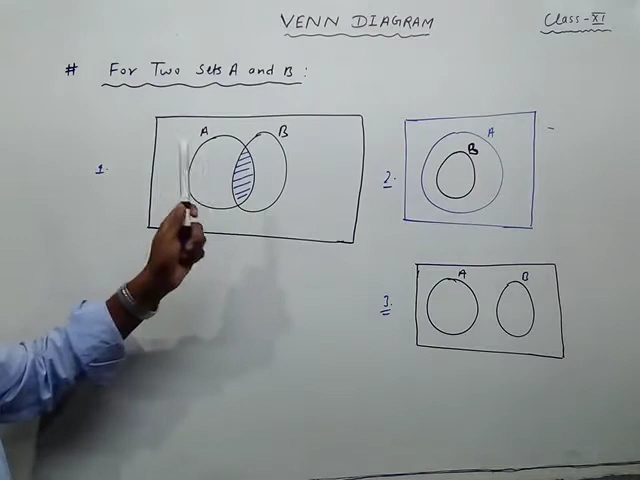 VENN DIAGRAM
Class-XI
# For Two Sets A and B :
1.
A B
2.
A
B
3.
A B